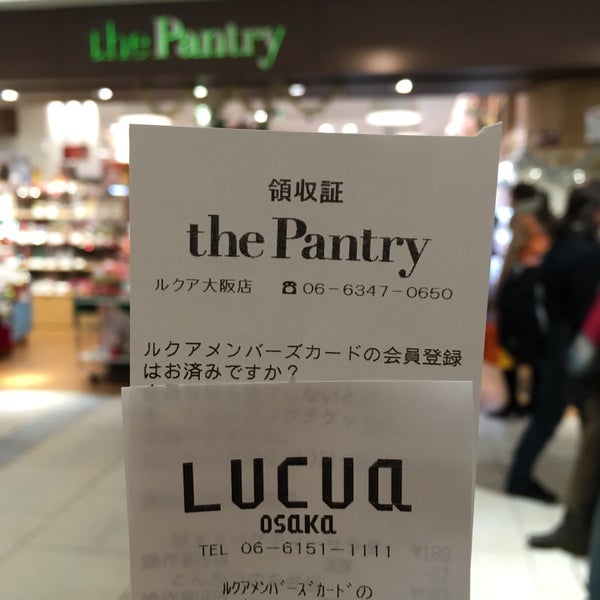 the Pantry
領収証
the Pantry
ルクア大阪店 ☎06-6347-0650
ルクアメンバーズカードの会員登録
はお済みですか？
LUCUA
osaka
TEL 06-6151-1111
¥189
ﾙｸｱﾒﾝﾊﾞｰｽﾞｶｰﾄﾞの